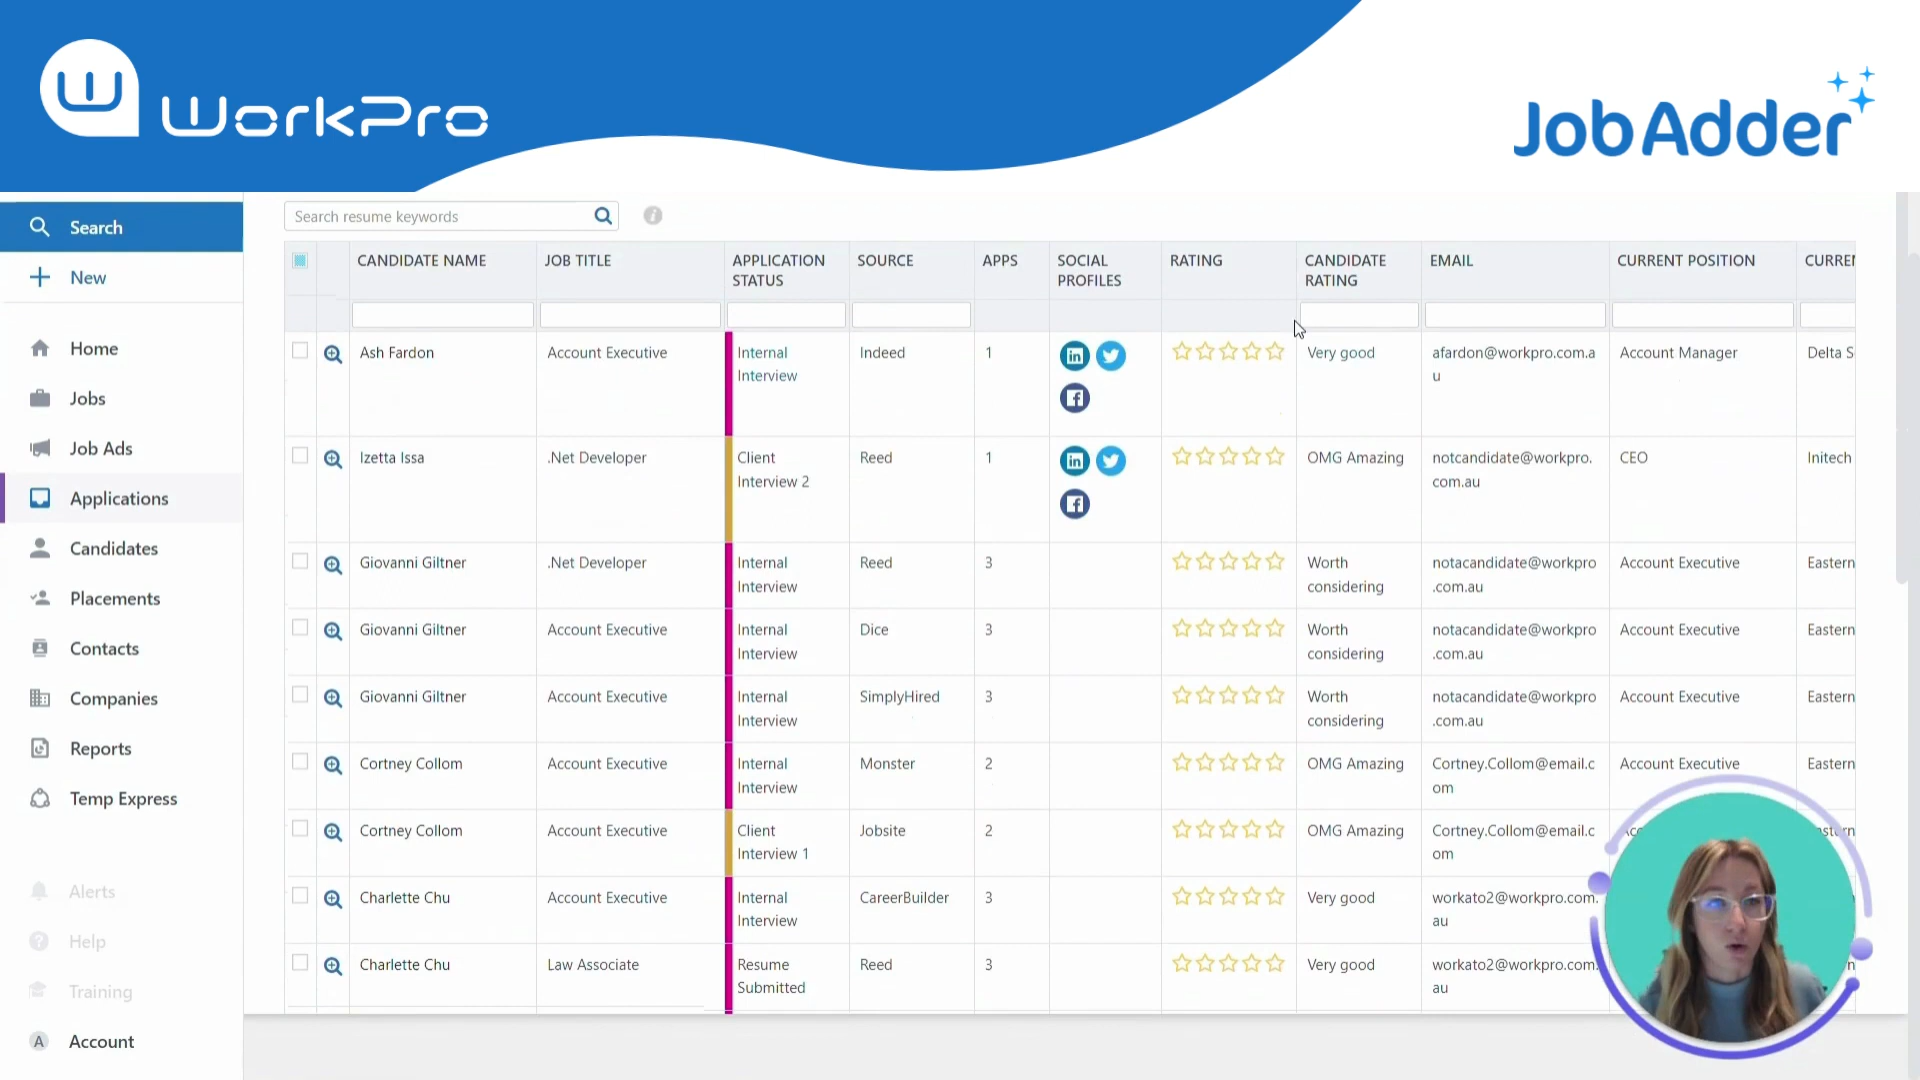 WorkPro
JobAdder
Search
New
Home
Jobs
Job Ads
Applications
Candidates
Placements
Contacts
Companies
Reports
Temp Express
Alerts
Help
Training
A Account
Search resume keywords
CANDIDATE NAME JOB TITLE APPLICATION STATUS SOURCE APPS SOCIAL PROFILES RATING CANDIDATE RATING EMAIL CURRENT POSITION
Ash Fardon Account Executive Internal Interview Indeed 1 Very good afardon@workpro.com.au Account Manager Delta S
Izetta Issa .Net Developer Client Interview 2 Reed 1 OMG Amazing notcandidate@workpro.com.au CEO Initech
Giovanni Giltner .Net Developer Internal Interview Reed 3 Worth considering notacandidate@workpro.com.au Account Executive Eastern
Giovanni Giltner Account Executive Internal Interview Dice 3 Worth considering notacandidate@workpro.com.au Account Executive Eastern
Giovanni Giltner Account Executive Internal Interview SimplyHired 3 Worth considering notacandidate@workpro.com.au Account Executive Eastern
Cortney Collom Account Executive Internal Interview Monster 2 OMG Amazing Cortney.Collom@email.com Account Executive Eastern
Cortney Collom Account Executive Client Interview 1 Jobsite 2 OMG Amazing Cortney.Collom@email.com
Charlette Chu Account Executive Internal Interview CareerBuilder 3 Very good workato2@workpro.com.au
Charlette Chu Law Associate Resume Submitted Reed 3 Very good workato2@workpro.com.au